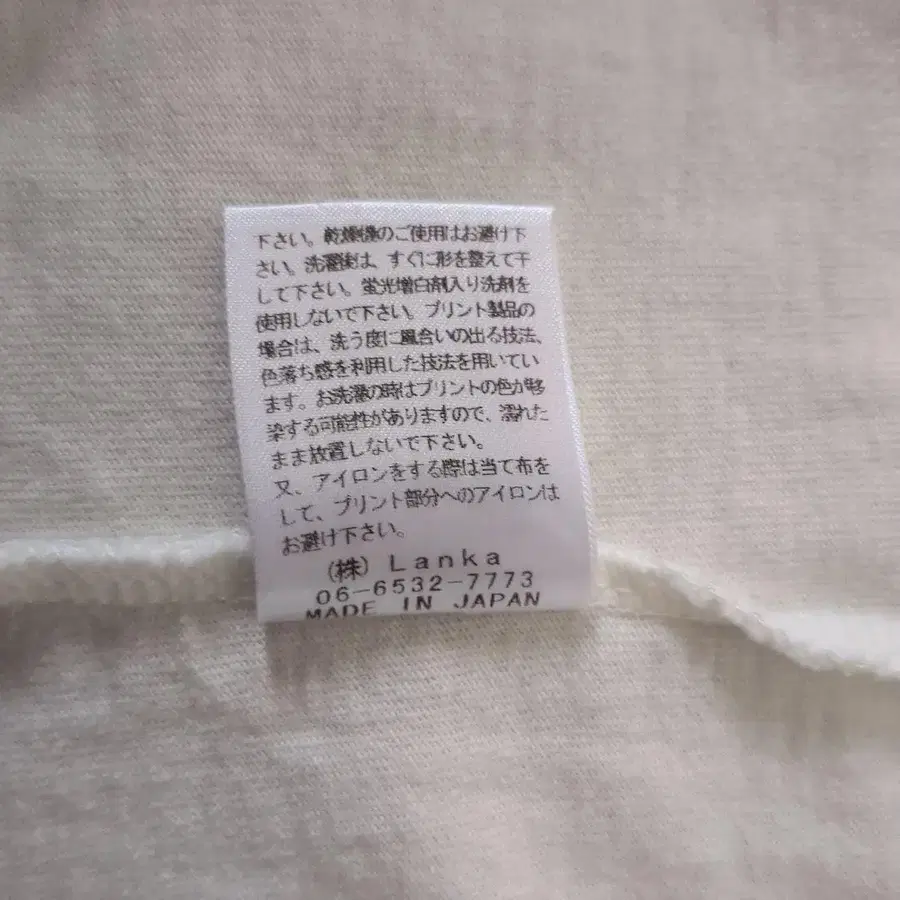 下さい。乾燥機のご使用はお避け下
さい。洗濯後は、すぐに形を整えて干
して下さい。蛍光増白剤入り洗剤を
使用しないで下さい。プリント製品の
場合は、洗う度に風合いの出る技法、
色落ち感を利用した技法を用いてい
ます。お洗濯の時はプリントの色が移
染する可能性がありますので、濡れた
まま放置しないで下さい。
又、アイロンをする際は当て布を
して、プリント部分へのアイロンは
お避け下さい。
(株) Lanka
06-6532-7773
MADE IN JAPAN